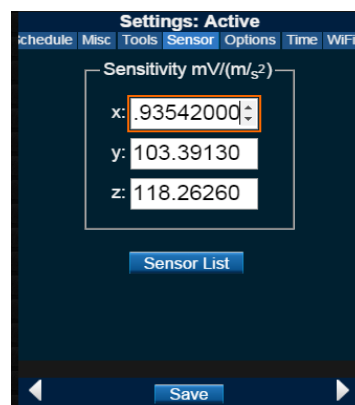 Settings: Active
Schedule Misc Tools Sensor Options Time WiFi
Sensitivity mV/(m/s2)
x: .93542000
y: 103.39130
z: 118.26260
Sensor List
Save